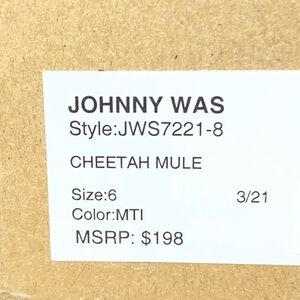 JOHNNY WAS
Style:JWS7221-8
CHEETAH MULE
Size:6 3/21
Color:MTI
MSRP: $198